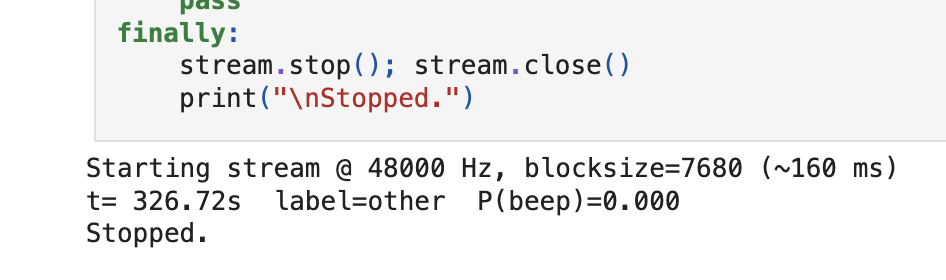 pass
finally:
    stream.stop(); stream.close()
    print("\nStopped.")
Starting stream @ 48000 Hz, blocksize=7680 (~160 ms)
t= 326.72s  label=other  P(beep)=0.000
Stopped.